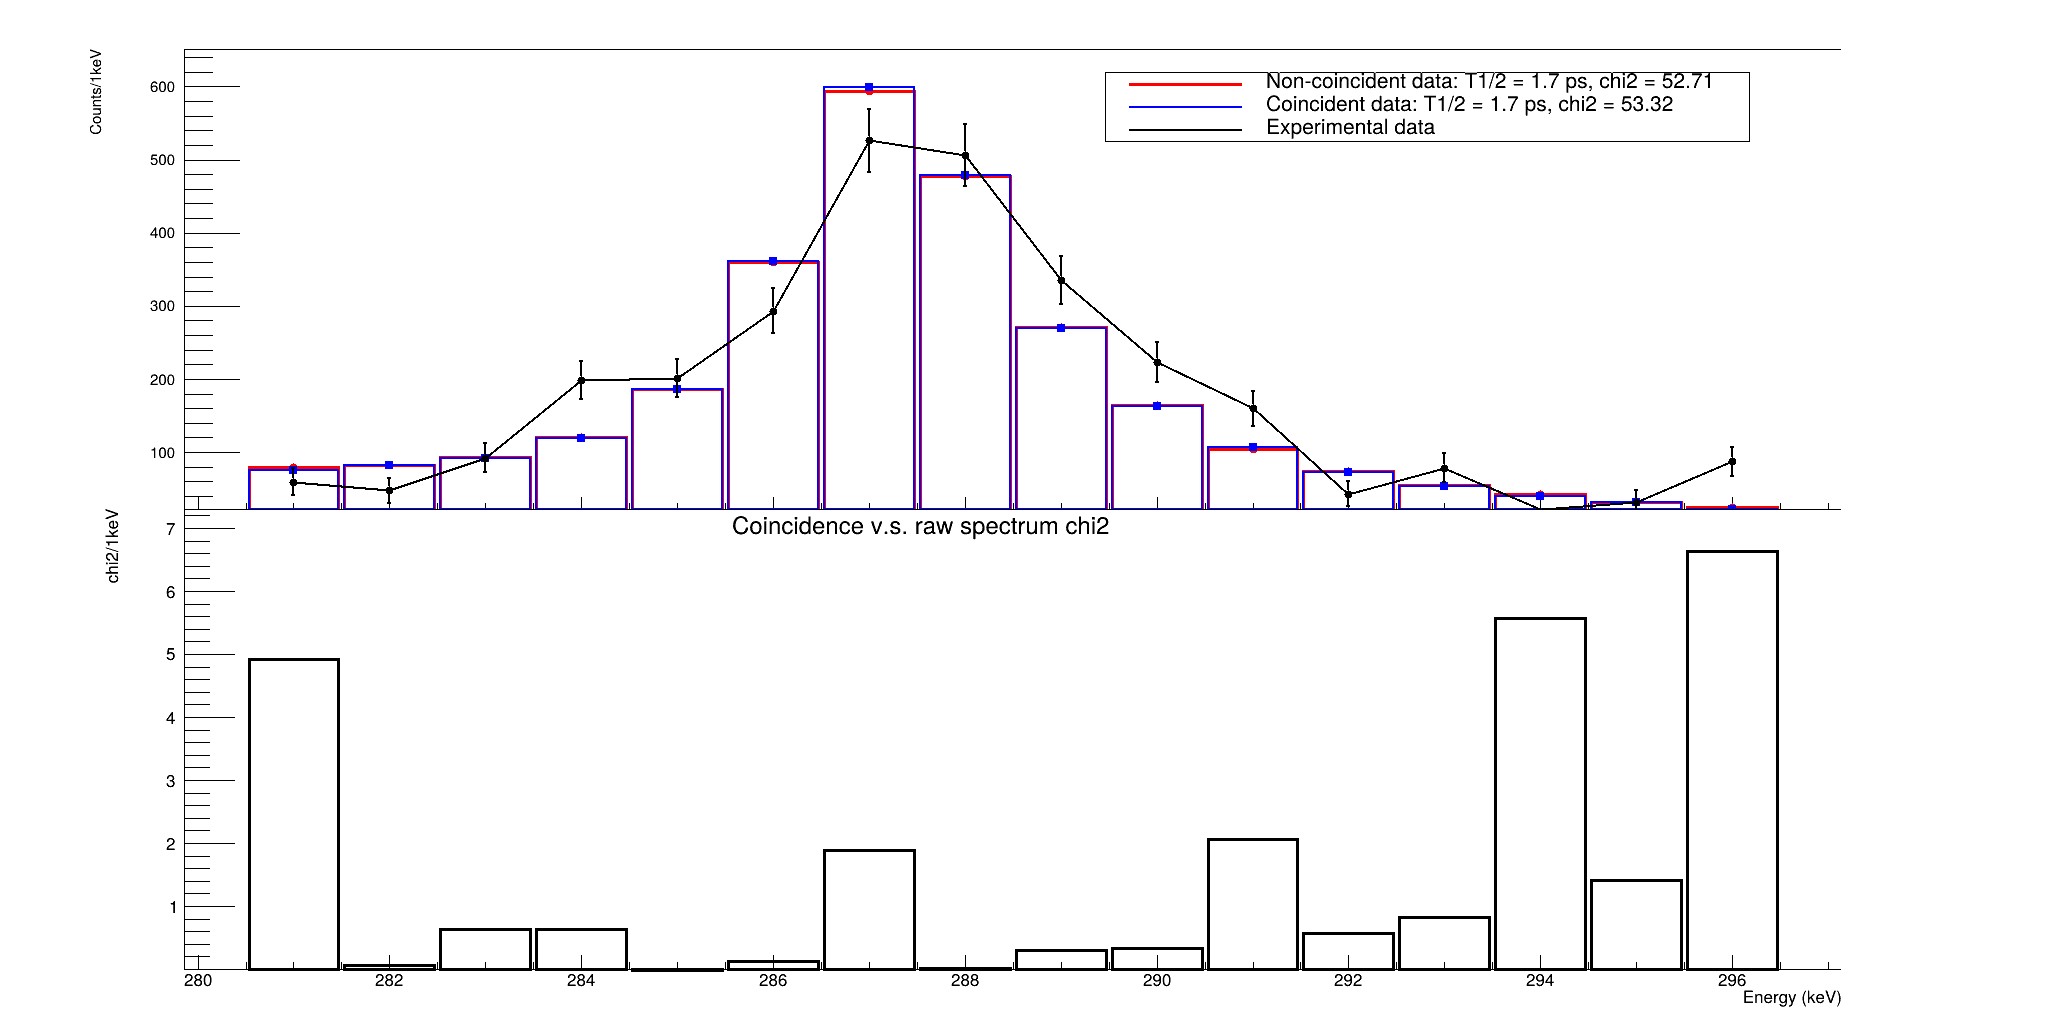 Counts/1keV
600
500
400
300
200
100
Non-coincident data: T1/2 = 1.7 ps, chi2 = 52.71
Coincident data: T1/2 = 1.7 ps, chi2 = 53.32
Experimental data
Coincidence v.s. raw spectrum chi2
chi2/1keV
7
6
5
4
3
2
1
280 282 284 286 288 290 292 294 296
Energy (keV)